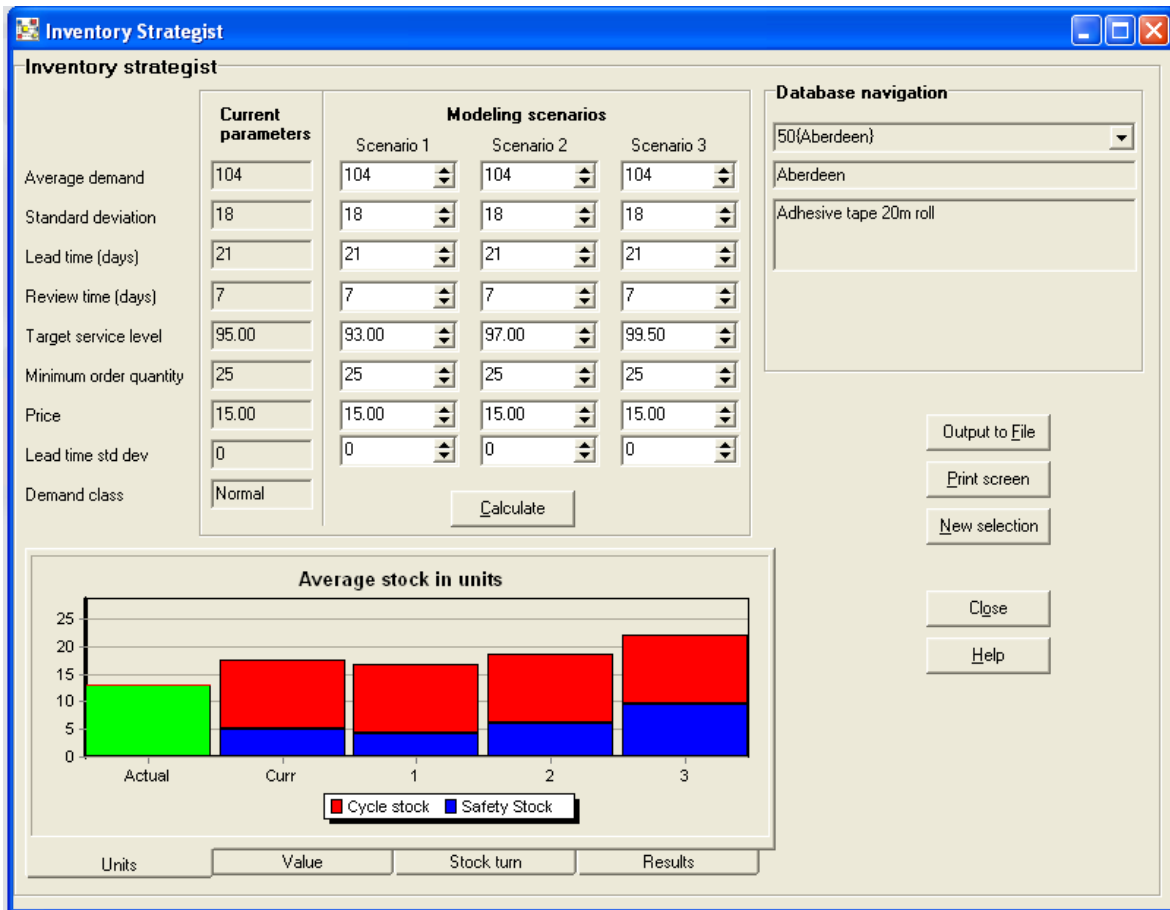 Inventory Strategist
Inventory strategist
Current parameters
Modeling scenarios
Scenario 1 Scenario 2 Scenario 3
Average demand 104 104 104 104
Standard deviation 18 18 18 18
Lead time (days) 21 21 21 21
Review time (days) 7 7 7 7
Target service level 95.00 93.00 97.00 99.50
Minimum order quantity 25 25 25 25
Price 15.00 15.00 15.00 15.00
Lead time std dev 0 0 0 0
Demand class Normal
Calculate
Database navigation
50{Aberdeen}
Aberdeen
Adhesive tape 20m roll
Output to File
Print screen
New selection
Close
Help
Average stock in units
25
20
15
10
5
0
Actual Curr 1 2 3
Cycle stock Safety Stock
Units Value Stock turn Results